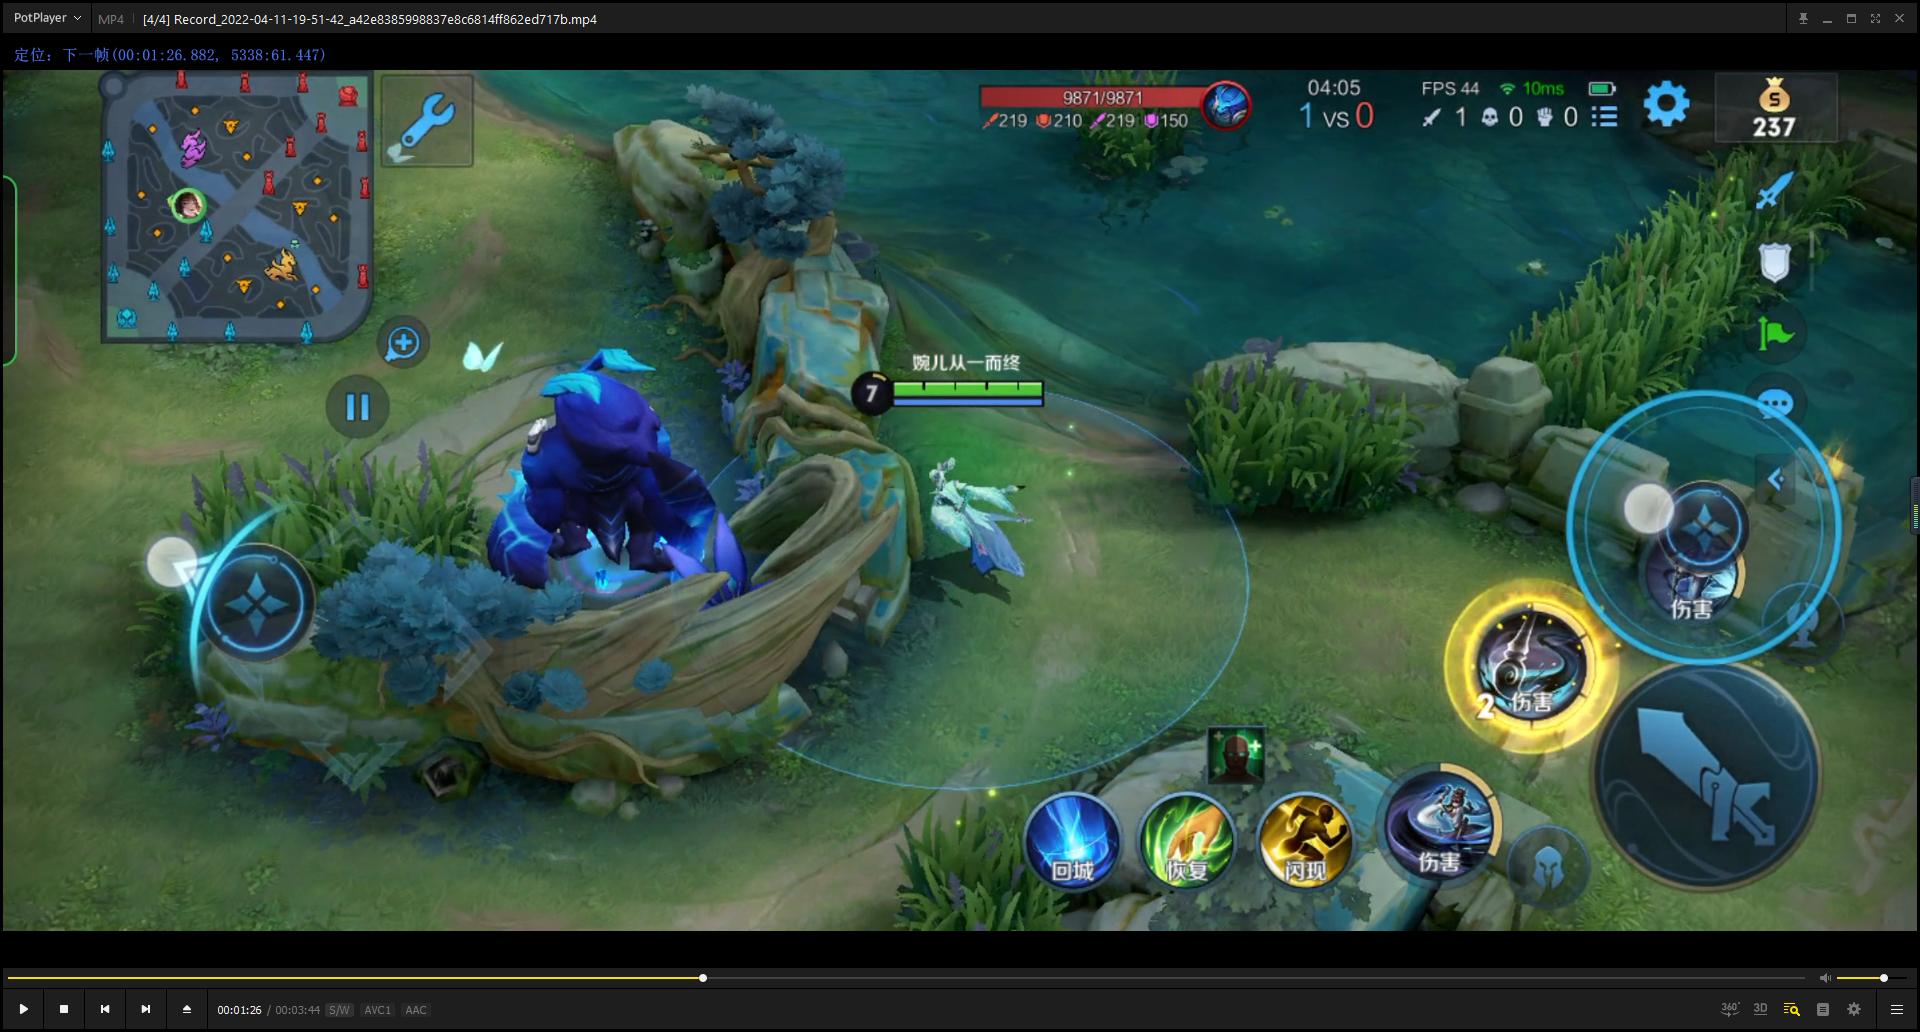 PotPlayer
MP4
[4/4] Record_2022-04-11-19-51-42_a42e8385998837e8c6814ff862ed717b.mp4
定位: 下一帧(00:01:26.882, 5338:61.447)
9871/9871
219 210 219 150
04:05
1 VS 0
FPS 44 10ms
1 0 0
S
237
婉儿从一而终
7
伤害
2 伤害
回城
恢复
闪现
伤害
00:01:26 / 00:03:44 S/W AVC1 AAC
360°
3D